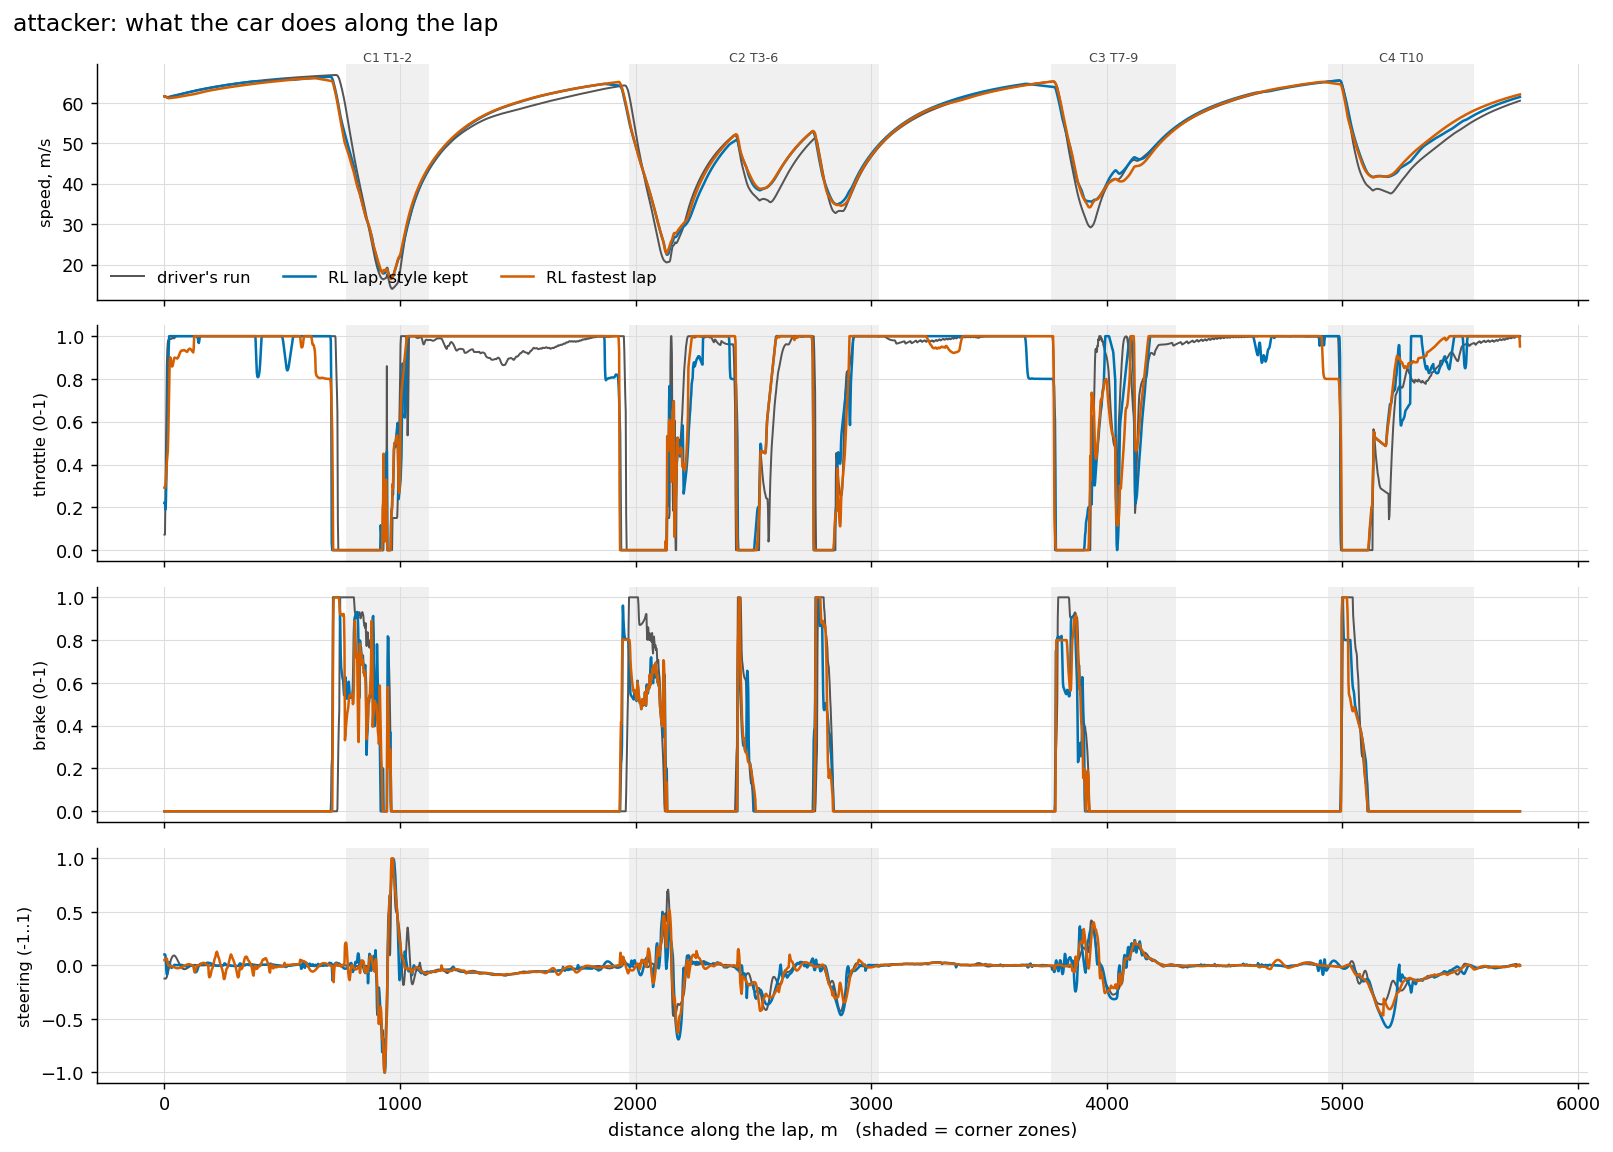 attacker: what the car does along the lap
C1 T1-2
C2 T3-6
C3 T7-9
C4 T10
speed, m/s
60
50
40
30
20
driver's run
RL lap, style kept
RL fastest lap
throttle (0-1)
1.0
0.8
0.6
0.4
0.2
0.0
brake (0-1)
1.0
0.8
0.6
0.4
0.2
0.0
steering (-1..1)
1.0
0.5
0.0
−0.5
−1.0
0
1000
2000
3000
4000
5000
6000
distance along the lap, m   (shaded = corner zones)